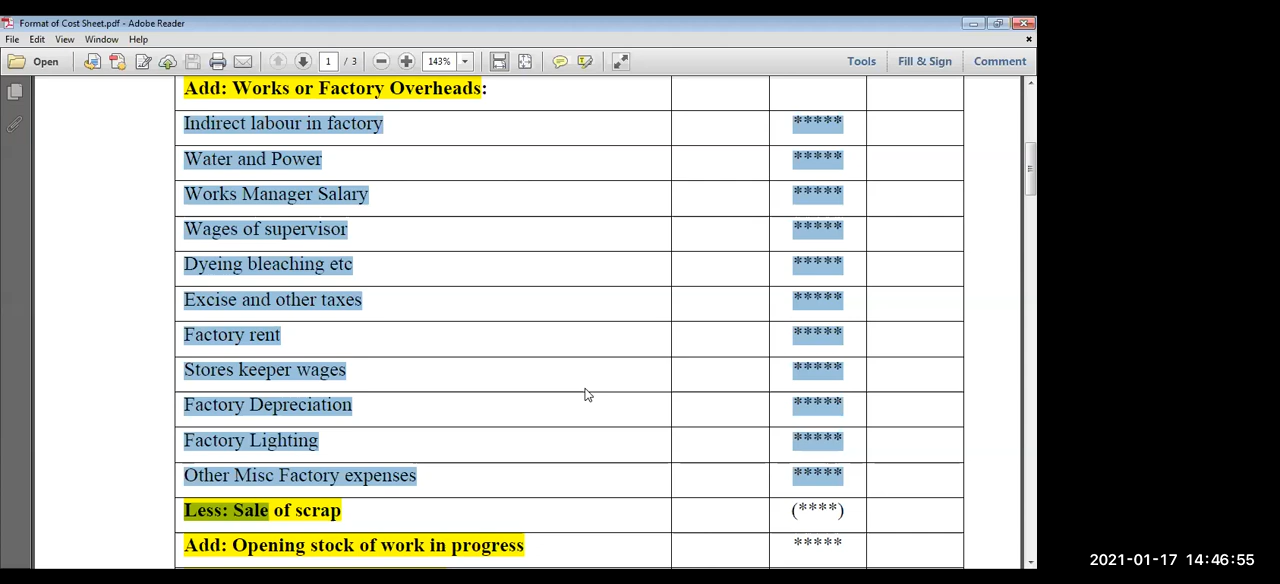 Format of Cost Sheet.pdf - Adobe Reader
File Edit View Window Help
Open 1 / 3 143% Tools Fill & Sign Comment
Add: Works or Factory Overheads:
Indirect labour in factory *****
Water and Power *****
Works Manager Salary *****
Wages of supervisor *****
Dyeing bleaching etc *****
Excise and other taxes *****
Factory rent *****
Stores keeper wages *****
Factory Depreciation *****
Factory Lighting *****
Other Misc Factory expenses *****
Less: Sale of scrap (****)
Add: Opening stock of work in progress *****
2021-01-17 14:46:55